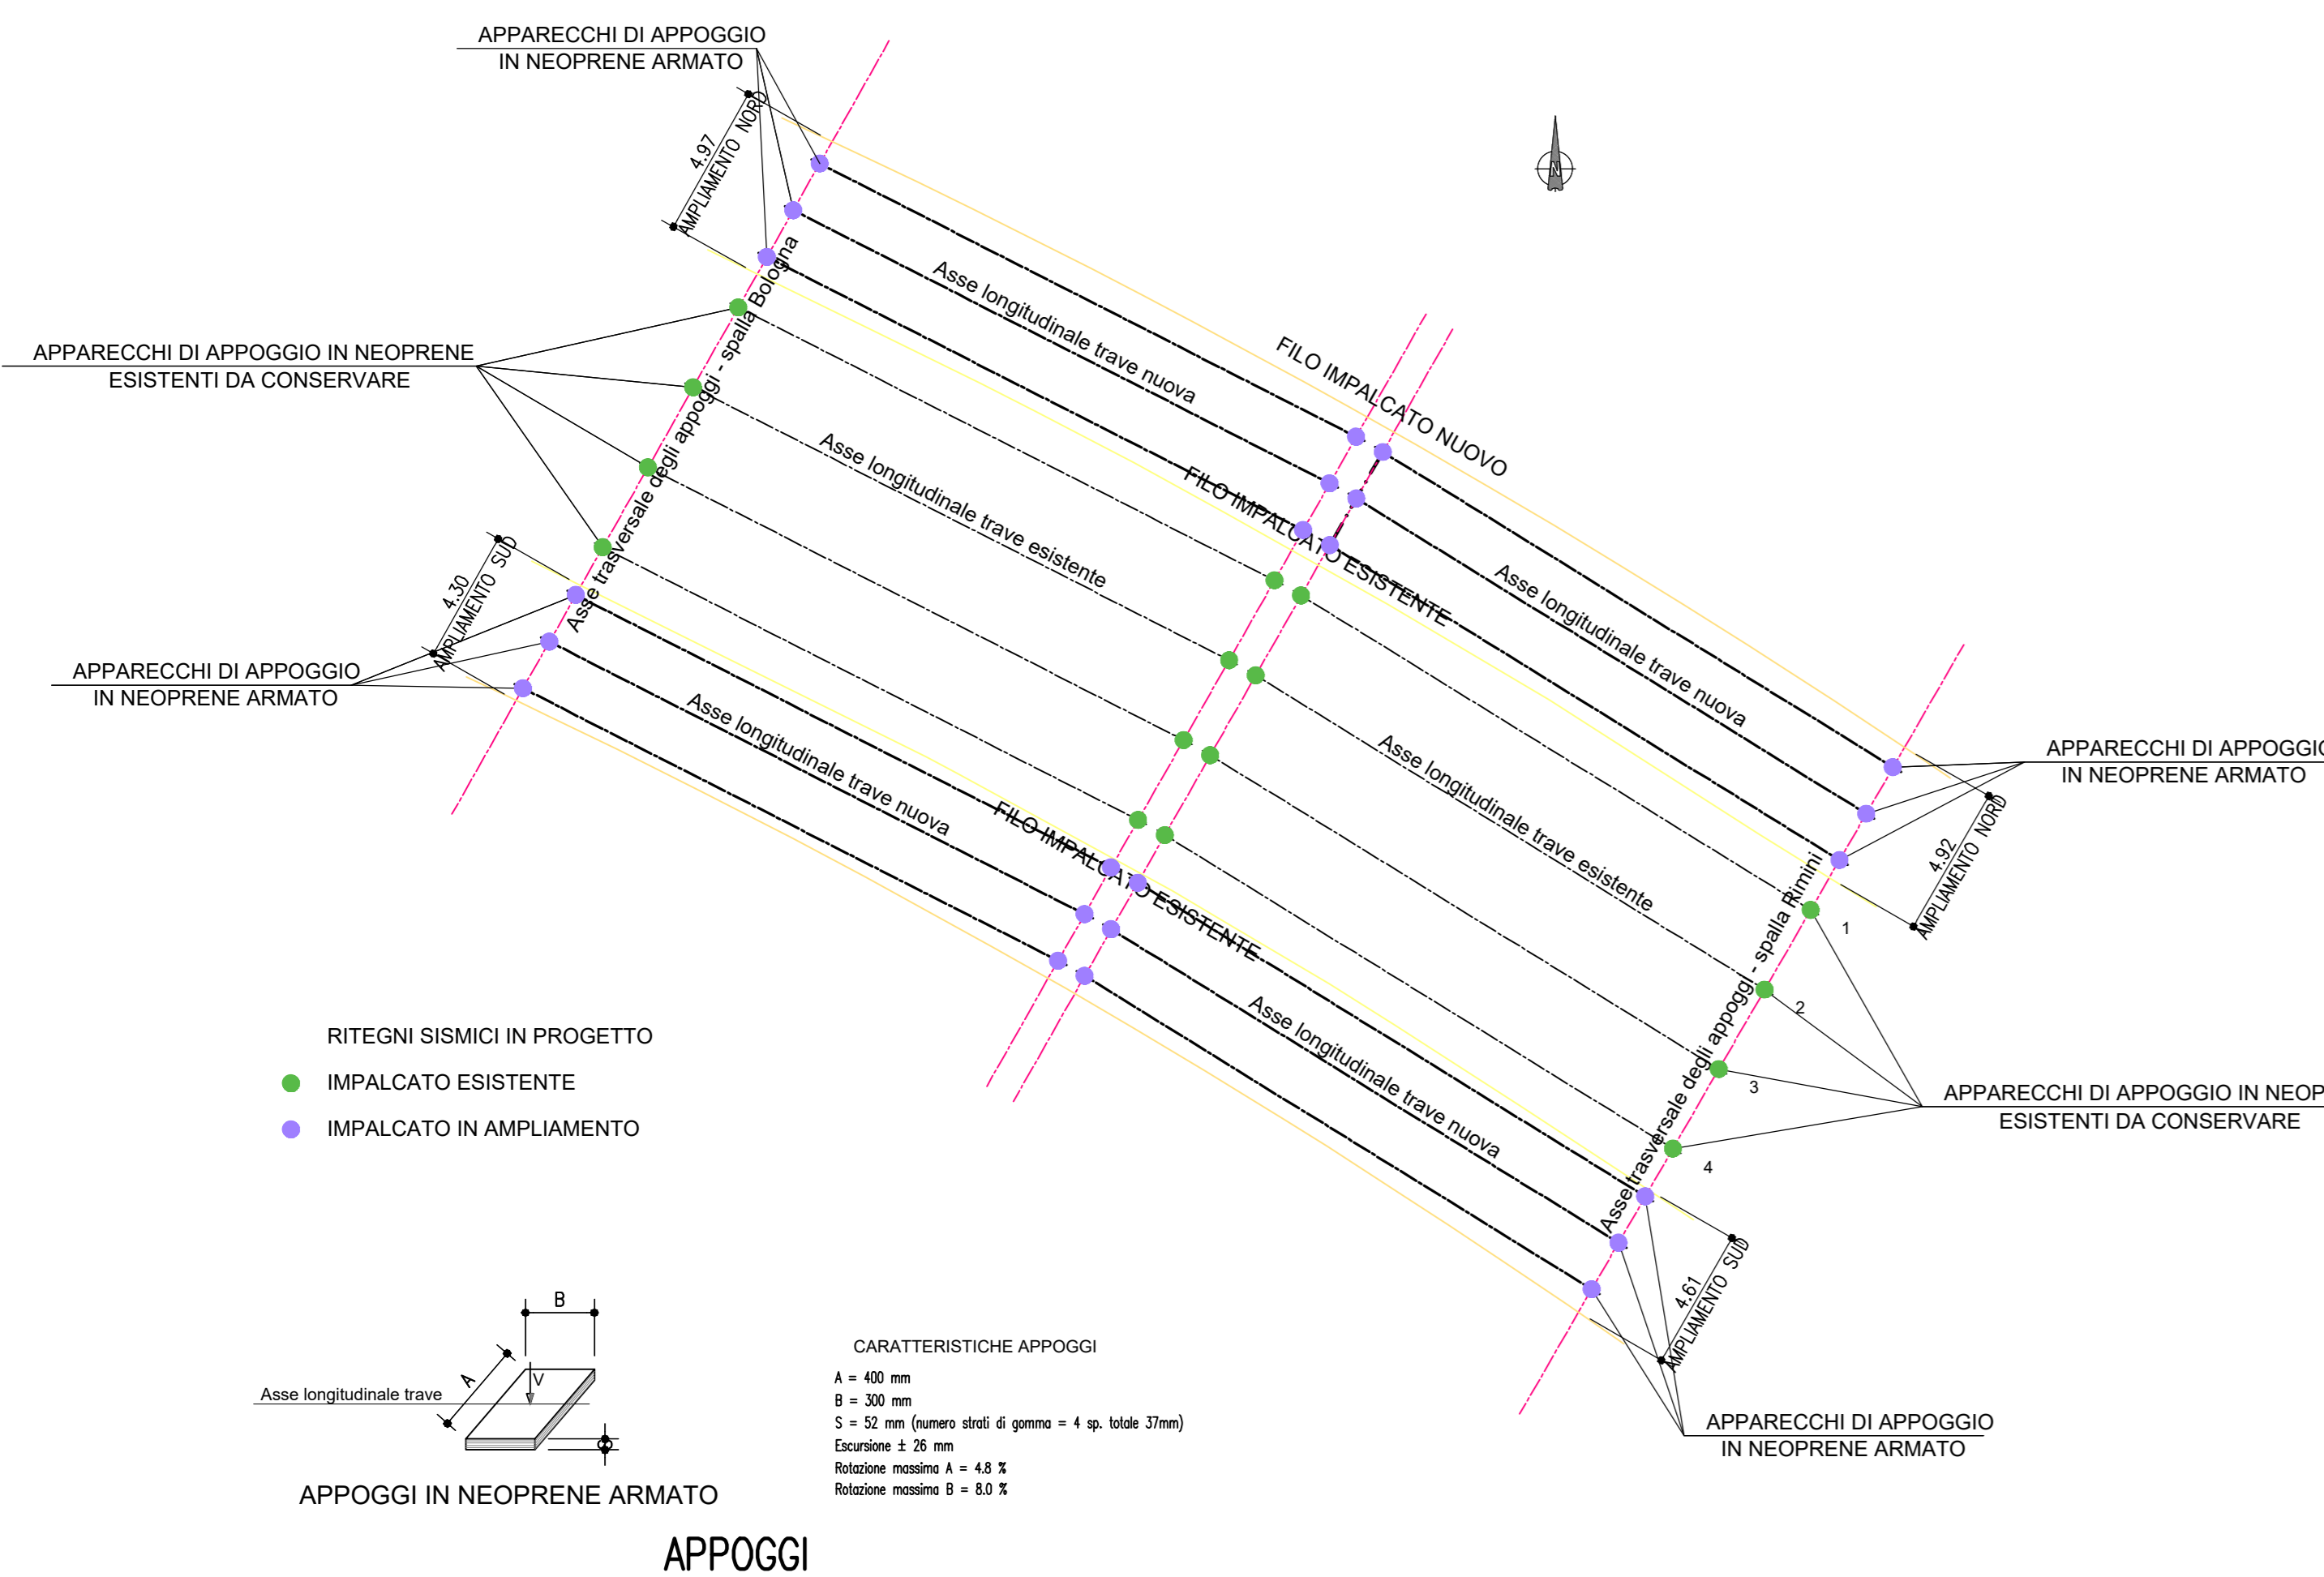 APPARECCHI DI APPOGGIO
IN NEOPRENE ARMATO
4.97
AMPLIAMENTO NORD
N
APPARECCHI DI APPOGGIO IN NEOPRENE
ESISTENTI DA CONSERVARE
Asse trasversale degli appoggi - spalla Bologna
Asse longitudinale trave nuova
FILO IMPALCATO NUOVO
Asse longitudinale trave esistente
FILO IMPALCATO ESISTENTE
Asse longitudinale trave nuova
4.30
AMPLIAMENTO SUD
APPARECCHI DI APPOGGIO
IN NEOPRENE ARMATO
Asse longitudinale trave nuova
FILO IMPALCATO ESISTENTE
Asse longitudinale trave esistente
APPARECCHI DI APPOGGIO
IN NEOPRENE ARMATO
4.92
AMPLIAMENTO NORD
Asse trasversale degli appoggi - spalla Rimini
1
2
3
4
Asse longitudinale trave nuova
APPARECCHI DI APPOGGIO IN NEOP
ESISTENTI DA CONSERVARE
4.61
AMPLIAMENTO SUD
APPARECCHI DI APPOGGIO
IN NEOPRENE ARMATO
RITEGNI SISMICI IN PROGETTO
IMPALCATO ESISTENTE
IMPALCATO IN AMPLIAMENTO
B
A
V
S
Asse longitudinale trave
APPOGGI IN NEOPRENE ARMATO
CARATTERISTICHE APPOGGI
A = 400 mm
B = 300 mm
S = 52 mm (numero strati di gomma = 4 sp. totale 37mm)
Escursione ± 26 mm
Rotazione massima A = 4.8 %
Rotazione massima B = 8.0 %
APPOGGI